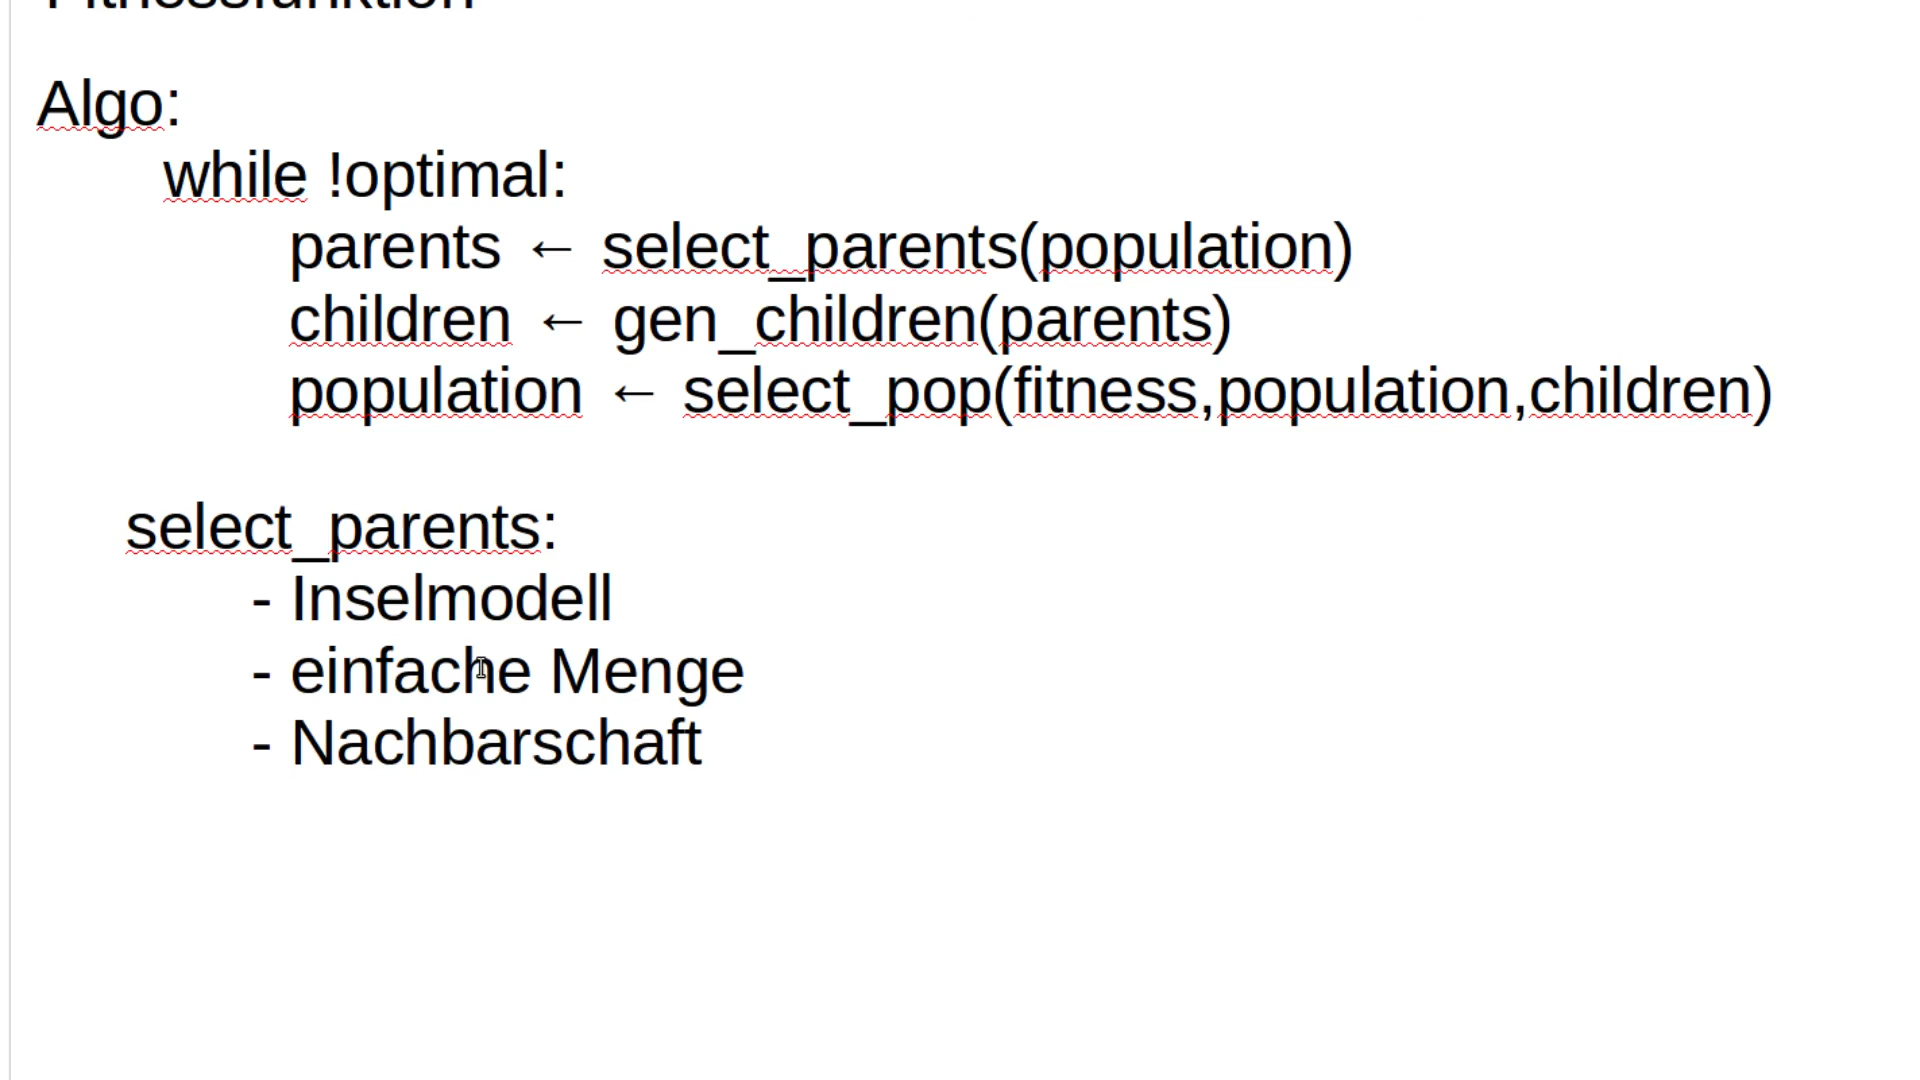 Fitnessfunktion
Algo:
while !optimal:
parents ← select_parents(population)
children ← gen_children(parents)
population ← select_pop(fitness,population,children)
select_parents:
- Inselmodell
- einfache Menge
- Nachbarschaft